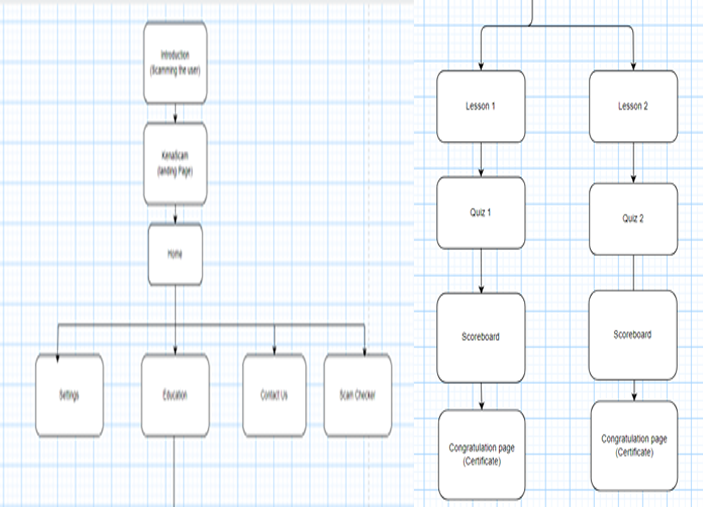 Introduction
(Scamming the user)
KenaScam
(landing Page)
Home
Settings
Education
Contact Us
Scam Checker
Lesson 1
Lesson 2
Quiz 1
Quiz 2
Scoreboard
Scoreboard
Congratulation page
(Certificate)
Congratulation page
(Certificate)